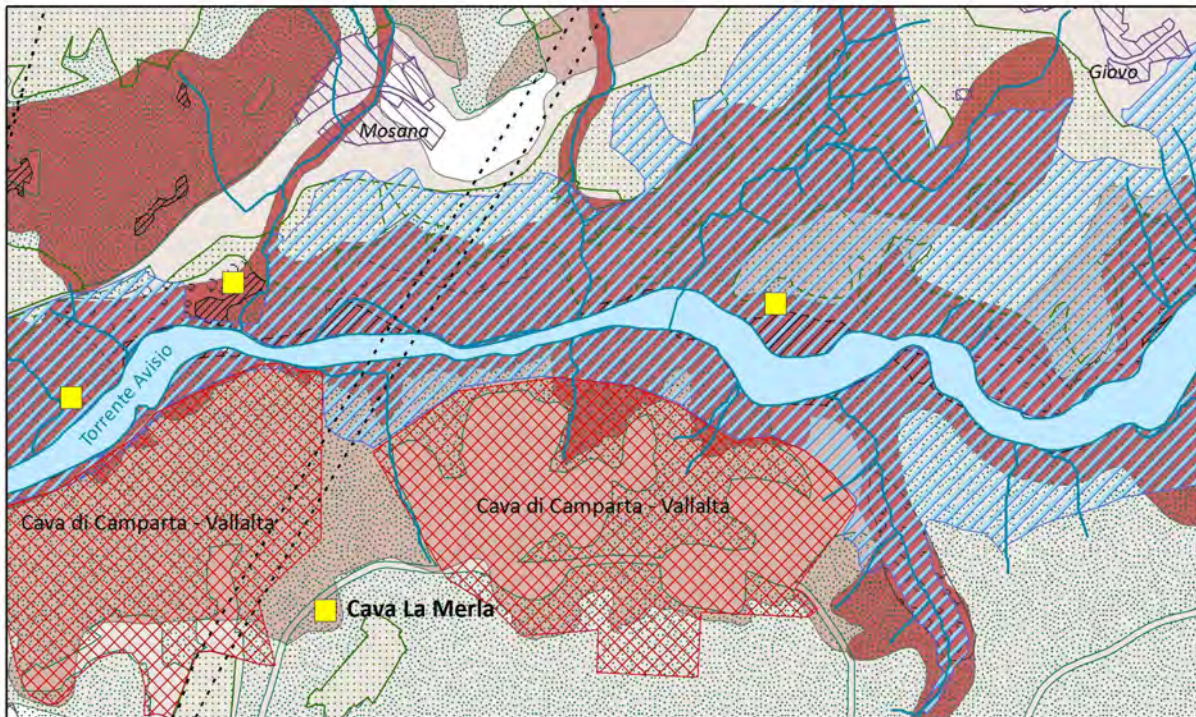 Giovo
Mosana
Torrente Avisio
Cava di Camparta - Vallalta
Cava di Camparta - Vallalta
Cava La Merla